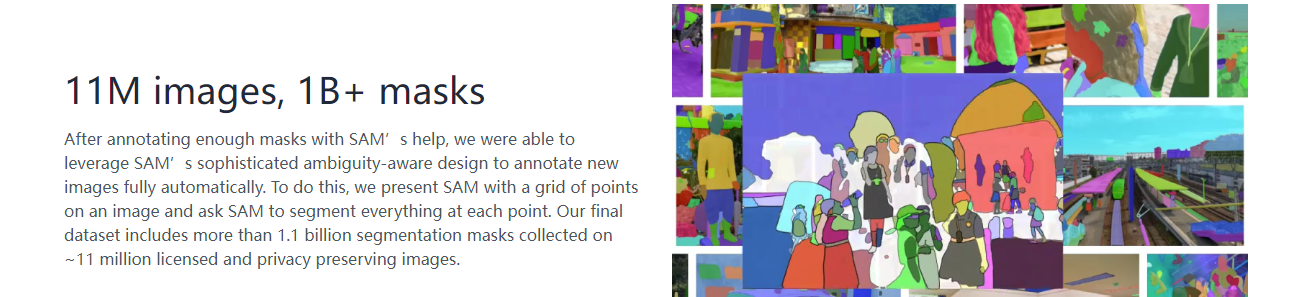 11M images, 1B+ masks
After annotating enough masks with SAM’s help, we were able to
leverage SAM’s sophisticated ambiguity-aware design to annotate new
images fully automatically. To do this, we present SAM with a grid of points
on an image and ask SAM to segment everything at each point. Our final
dataset includes more than 1.1 billion segmentation masks collected on
~11 million licensed and privacy preserving images.